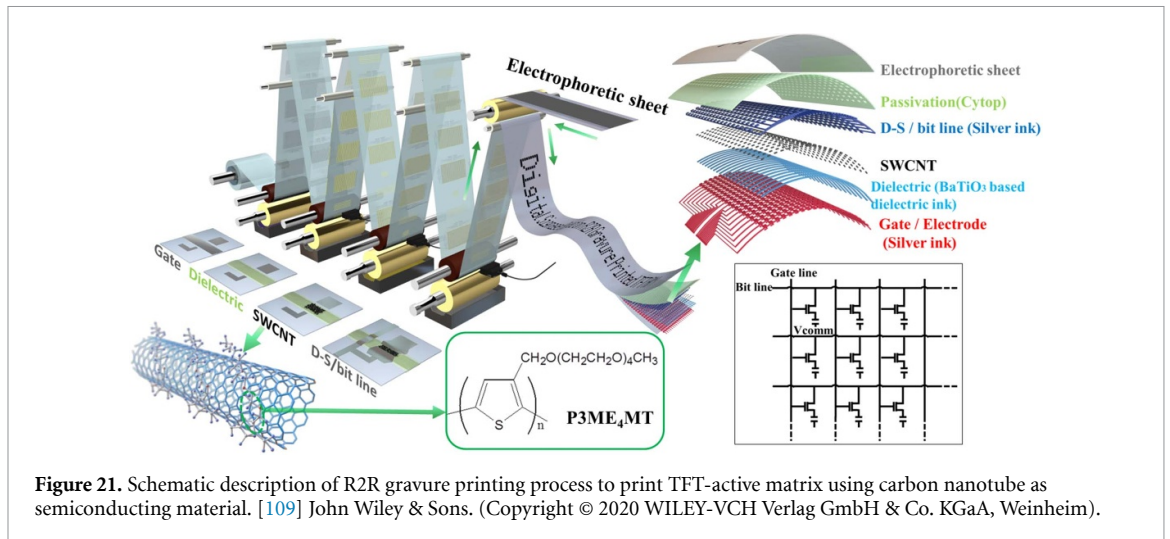 Electrophoretic sheet
Electrophoretic sheet
Passivation(Cytop)
D-S / bit line (Silver ink)
SWCNT
Dielectric (BaTiO3 based
dielectric ink)
Gate / Electrode
(Silver ink)
Gate
Dielectric
SWCNT
D-S/bit line
Gate line
Bit line
Vcomm
CH₂O(CH₂CH₂O)₄CH₃
S
n
P3ME₄MT
Figure 21. Schematic description of R2R gravure printing process to print TFT-active matrix using carbon nanotube as
semiconducting material. [109] John Wiley & Sons. (Copyright © 2020 WILEY-VCH Verlag GmbH & Co. KGaA, Weinheim).